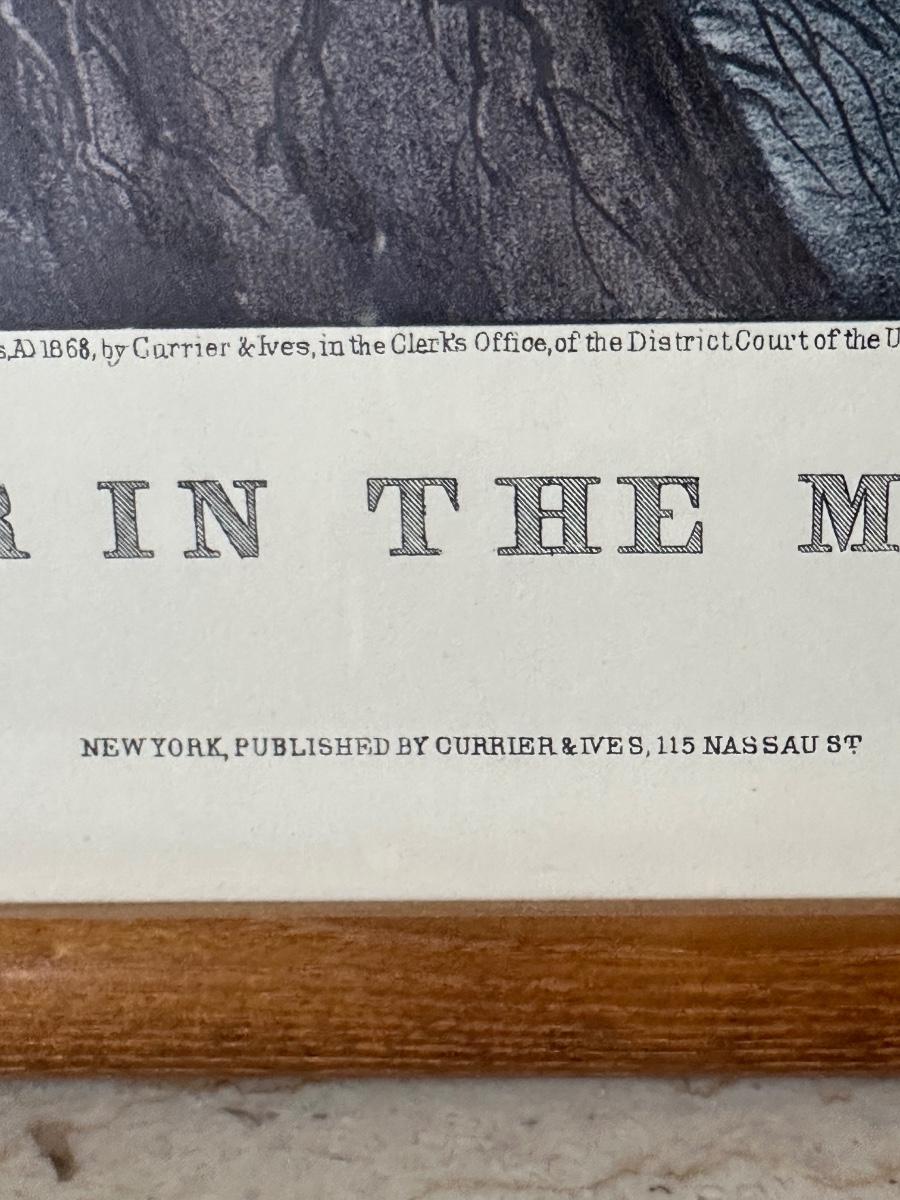 s, AD 1868, by Currier & Ives, in the Clerk's Office, of the District Court of the U
R IN THE M
NEW YORK, PUBLISHED BY CURRIER & IVES, 115 NASSAU ST